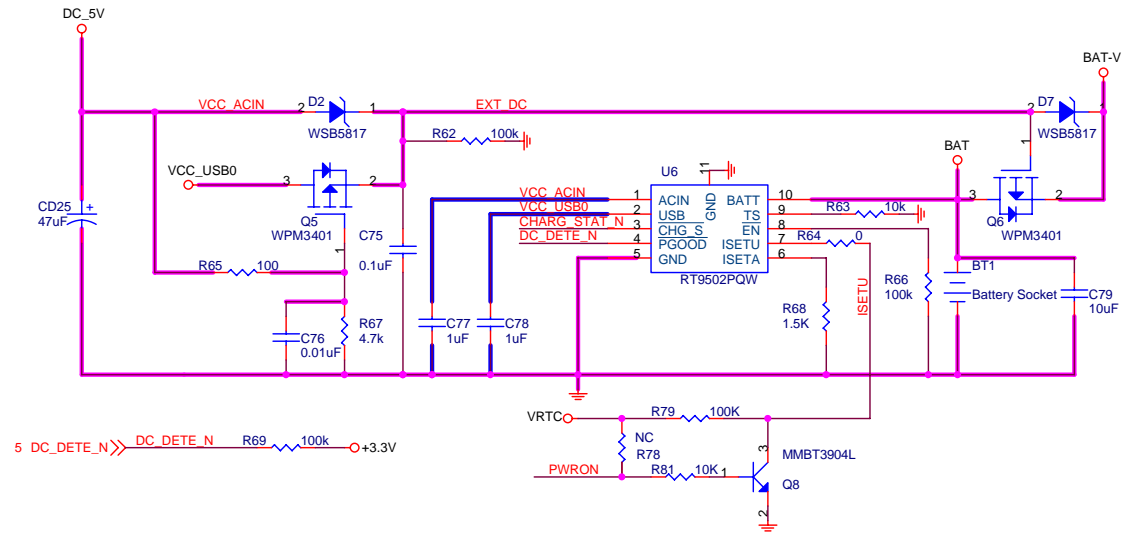 DC_5V
BAT-V
VCC_ACIN
2
D2
1
WSB5817
EXT_DC
2
D7
1
WSB5817
R62
100k
BAT
VCC_USB0
3
2
1
Q5
WPM3401
CD25
47uF
+
C75
0.1uF
R65
100
C76
0.01uF
R67
4.7k
U6
11
GND
VCC_ACIN
1
ACIN
BATT
10
VCC_USB0
2
USB
TS
9
R63
10k
CHARG_STAT_N
3
CHG_S
EN
8
DC_DETE_N
4
PGOOD
ISETU
7
R64
0
5
GND
ISETA
6
RT9502PQW
3
1
2
Q6
WPM3401
C77
1uF
C78
1uF
R68
1.5K
ISETU
R66
100k
BT1
Battery Socket
C79
10uF
VRTC
R79
100K
NC
R78
3
MMBT3904L
PWRON
R81
10K
1
Q8
2
5
DC_DETE_N
DC_DETE_N
R69
100k
+3.3V